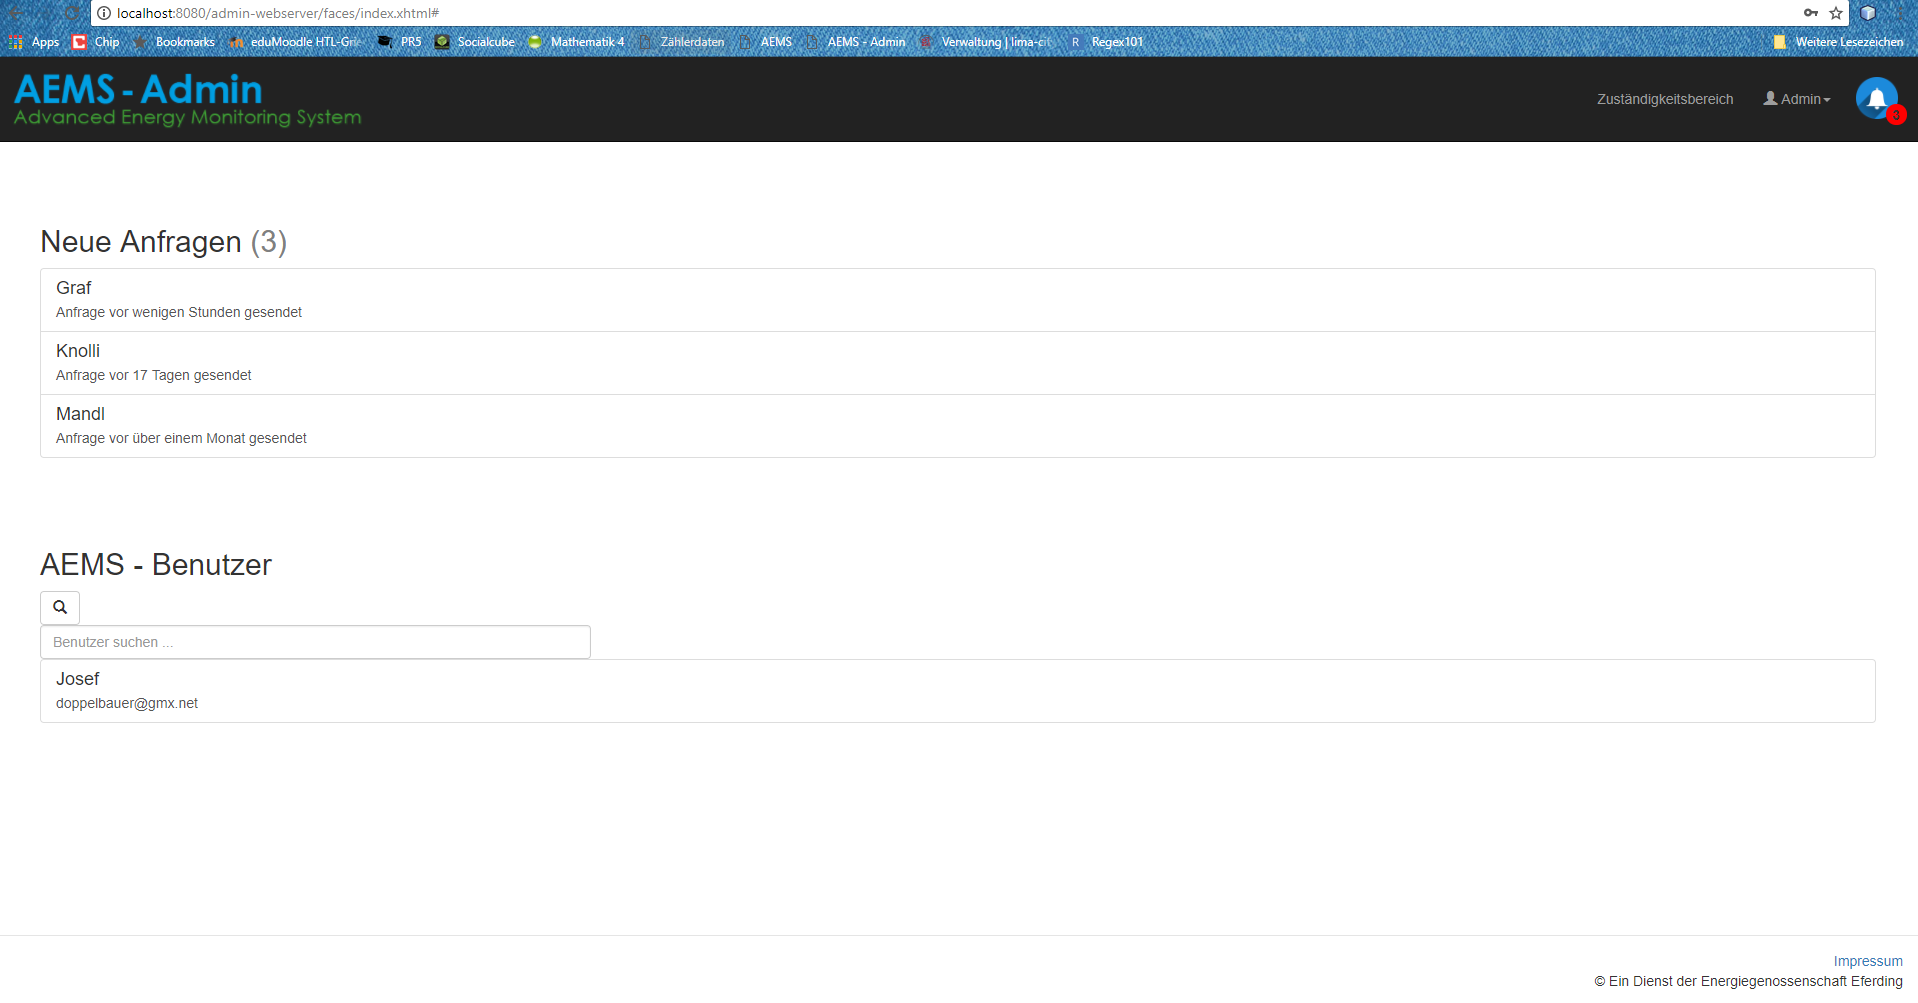 localhost:8080/admin-webserver/faces/index.xhtml#
Apps Chip Bookmarks eduMoodle HTL-Grie PR5 Socialcube Mathematik 4 Zählerdaten AEMS AEMS - Admin Verwaltung | lima-cit R Regex101 Weitere Lesezeichen
AEMS - Admin
Advanced Energy Monitoring System
Zuständigkeitsbereich Admin 3
Neue Anfragen (3)
Graf
Anfrage vor wenigen Stunden gesendet
Knolli
Anfrage vor 17 Tagen gesendet
Mandl
Anfrage vor über einem Monat gesendet
AEMS - Benutzer
Benutzer suchen ...
Josef
doppelbauer@gmx.net
Impressum
© Ein Dienst der Energiegenossenschaft Eferding